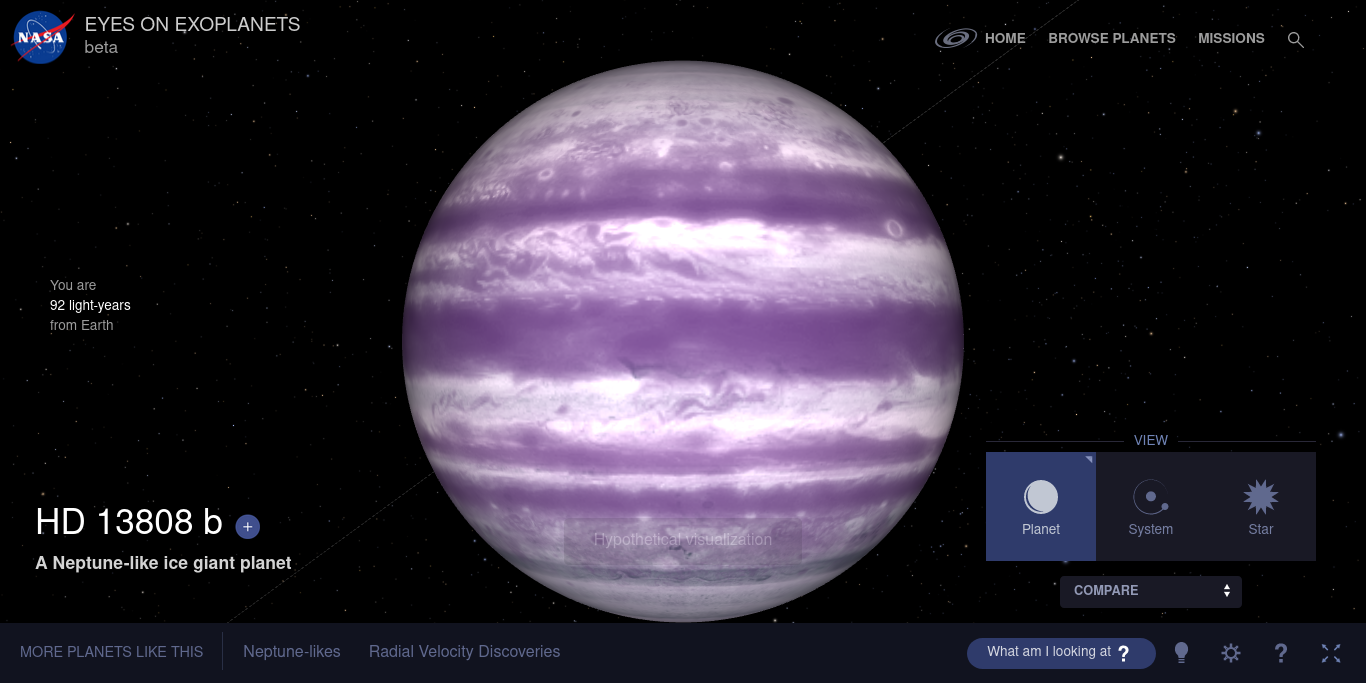 NASA
EYES ON EXOPLANETS
beta
HOME
BROWSE PLANETS
MISSIONS
You are
92 light-years
from Earth
VIEW
Planet
System
Star
COMPARE
HD 13808 b +
A Neptune-like ice giant planet
Hypothetical visualization
MORE PLANETS LIKE THIS
Neptune-likes
Radial Velocity Discoveries
What am I looking at ?
?